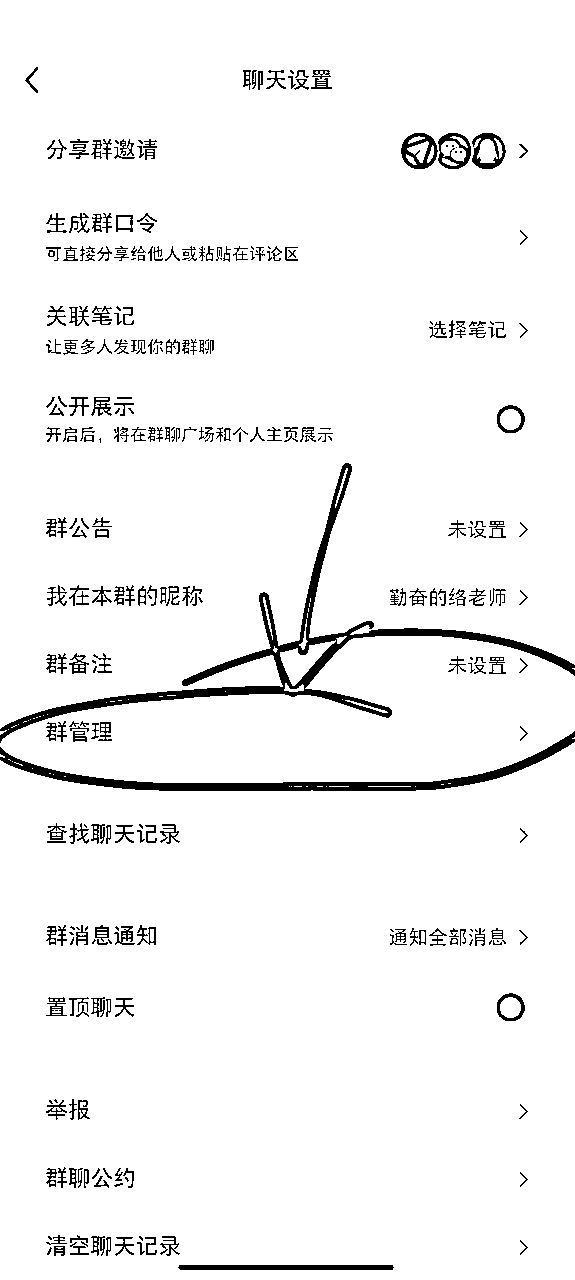 聊天设置
分享群邀请
生成群口令
可直接分享给他人或粘贴在评论区
关联笔记
选择笔记
让更多人发现你的群聊
公开展示
开启后，将在群聊广场和个人主页展示
群公告 未设置
我在本群的昵称 勤奋的络老师
群备注 未设置
群管理
查找聊天记录
群消息通知 通知全部消息
置顶聊天
举报
群聊公约
清空聊天记录